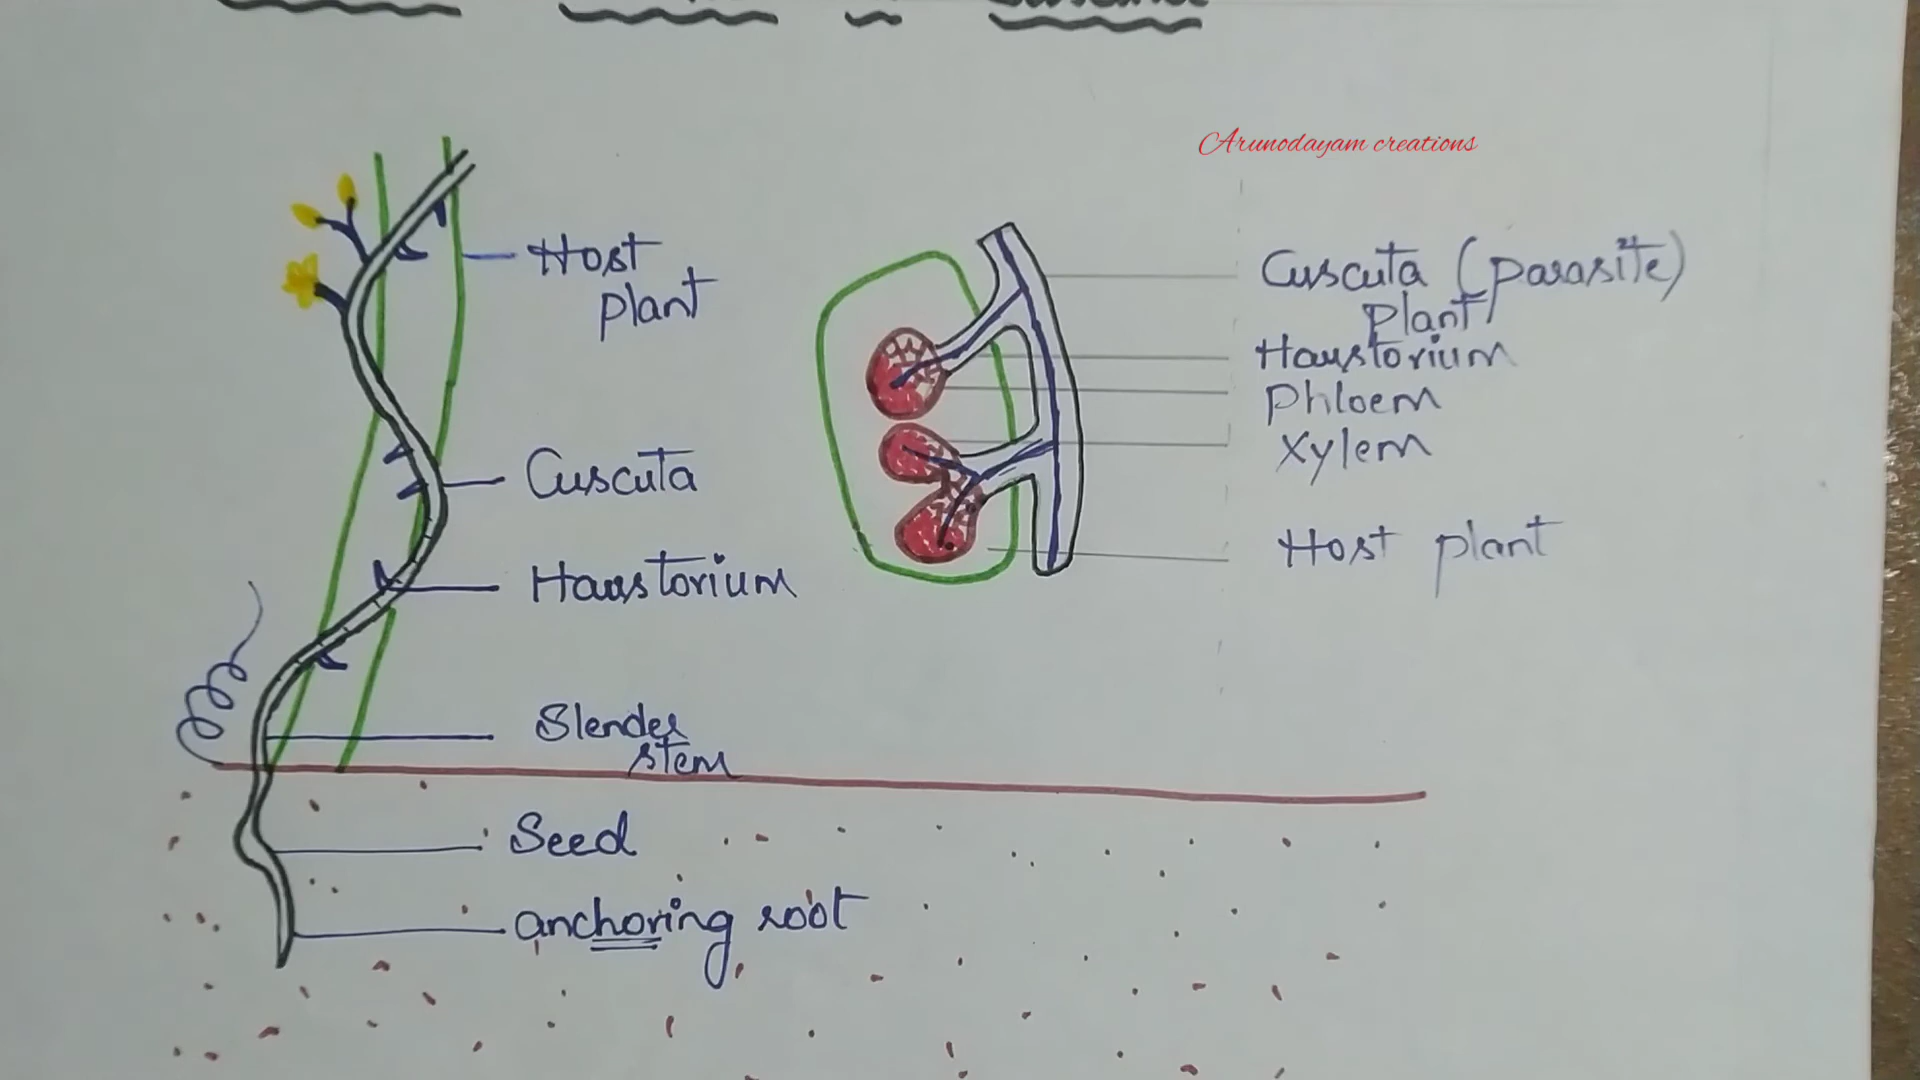 Arunodayam creations
Host
plant
Cuscuta
Haustorium
Slender
stem
Seed
anchoring root
Cuscuta (parasite)
plant
Haustorium
Phloem
Xylem
Host plant